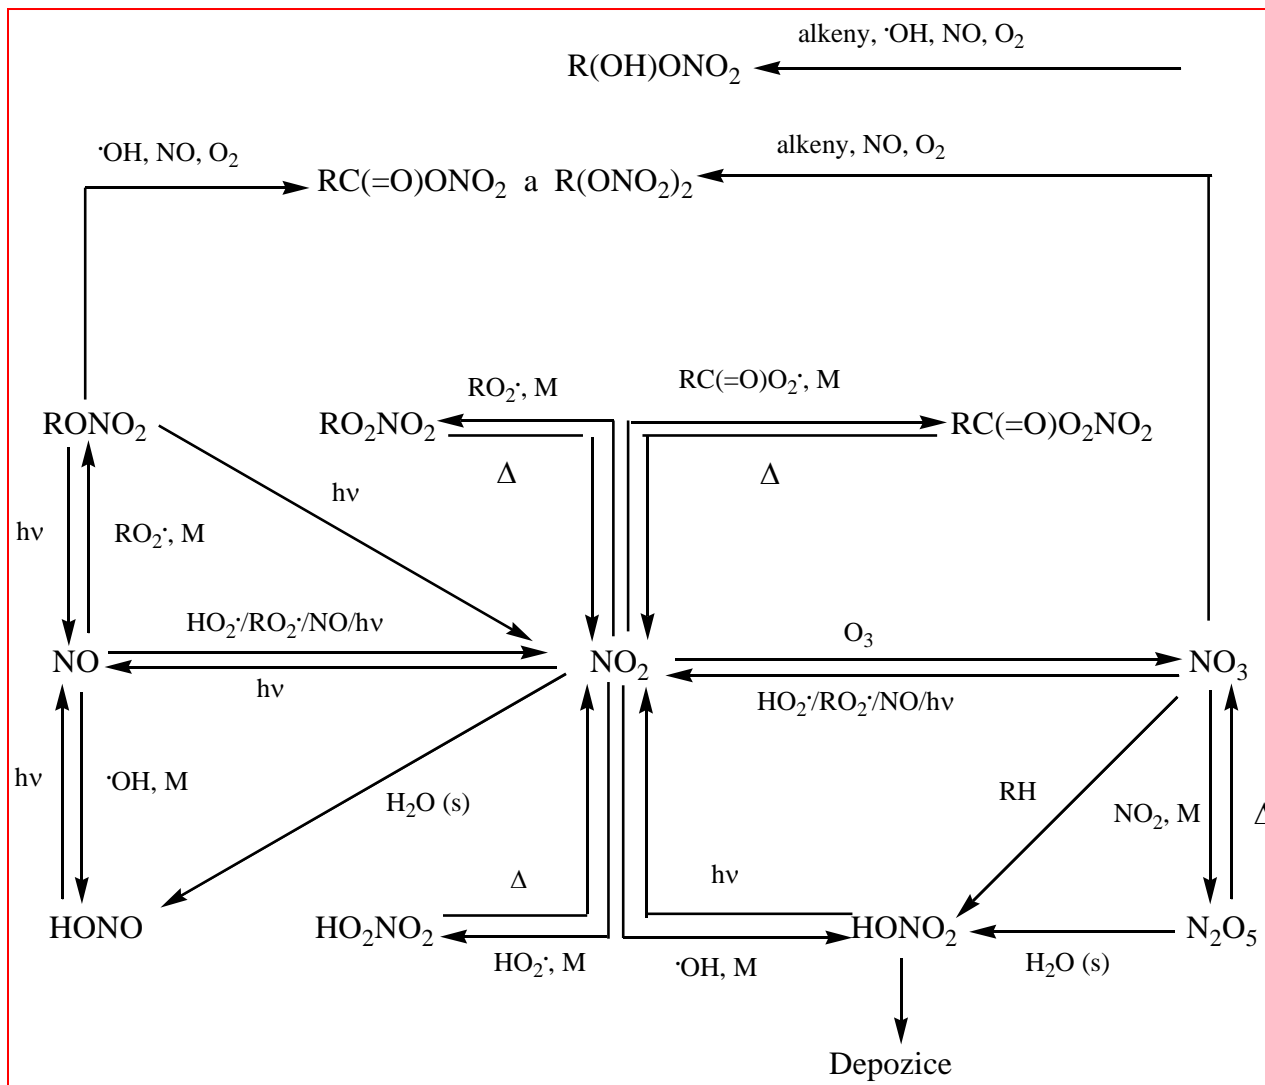 alkeny, ·OH, NO, O₂
R(OH)ONO₂
·OH, NO, O₂
alkeny, NO, O₂
RC(=O)ONO₂ a R(ONO₂)₂
RO₂·, M
RC(=O)O₂·, M
RONO₂
RO₂NO₂
RC(=O)O₂NO₂
Δ
Δ
hν
hν
RO₂·, M
HO₂·/RO₂·/NO/hν
O₃
NO
NO₂
NO₃
hν
HO₂·/RO₂·/NO/hν
hν
·OH, M
H₂O (s)
RH
NO₂, M
Δ
Δ
hν
HONO
HO₂NO₂
HONO₂
N₂O₅
HO₂·, M
·OH, M
H₂O (s)
Depozice